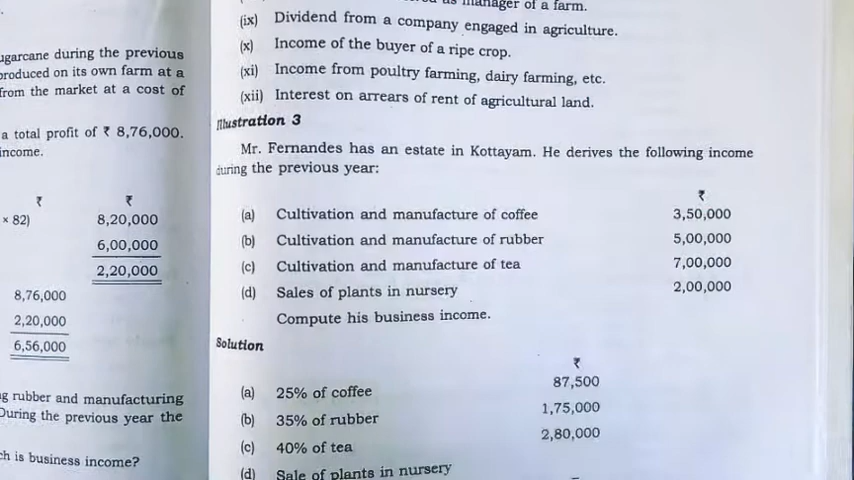 ugarcane during the previous
produced on its own farm at a
from the market at a cost of
a total profit of ₹ 8,76,000.
income.
₹ ₹
× 82) 8,20,000
6,00,000
2,20,000
8,76,000
2,20,000
6,56,000
g rubber and manufacturing
During the previous year the
ch is business income?
manager of a farm.
(ix) Dividend from a company engaged in agriculture.
(x) Income of the buyer of a ripe crop.
(xi) Income from poultry farming, dairy farming, etc.
(xii) Interest on arrears of rent of agricultural land.
Illustration 3
Mr. Fernandes has an estate in Kottayam. He derives the following income
during the previous year:
₹
(a) Cultivation and manufacture of coffee 3,50,000
(b) Cultivation and manufacture of rubber 5,00,000
(c) Cultivation and manufacture of tea 7,00,000
(d) Sales of plants in nursery 2,00,000
Compute his business income.
Solution
₹
(a) 25% of coffee 87,500
(b) 35% of rubber 1,75,000
(c) 40% of tea 2,80,000
(d) Sale of plants in nursery